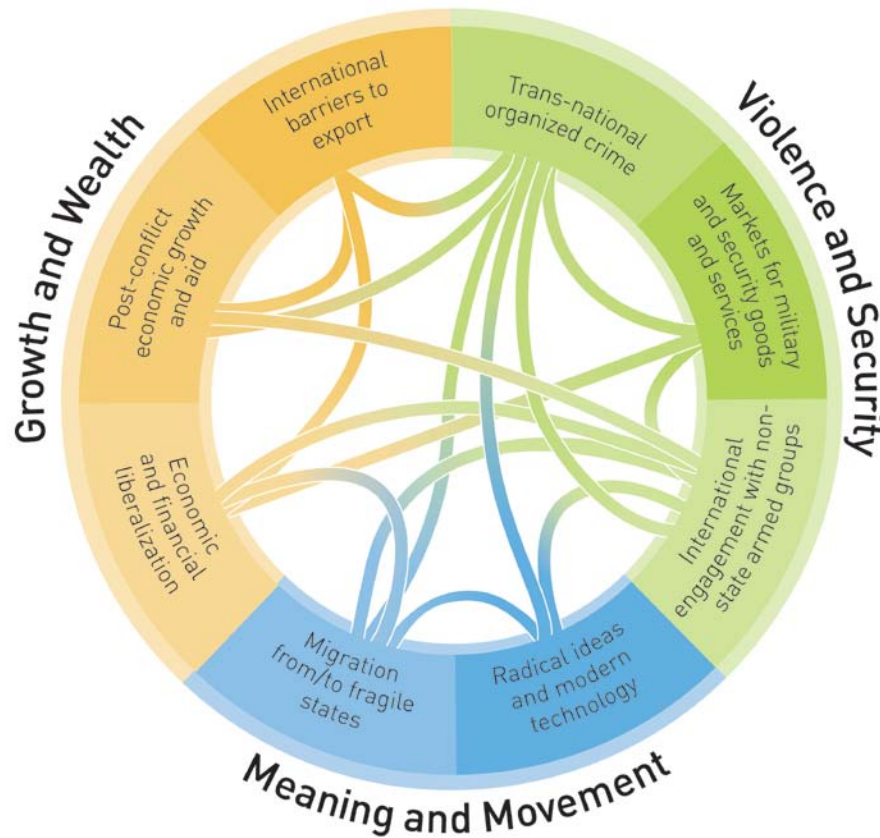 Growth and Wealth
International
barriers to
export
Post-conflict
economic growth
and aid
Economic
and financial
liberalization
Violence and Security
Trans-national
organized crime
Markets for military
and security goods
and services
International
engagement with non-
state armed groups
Meaning and Movement
Migration
from/to fragile
states
Radical ideas
and modern
technology